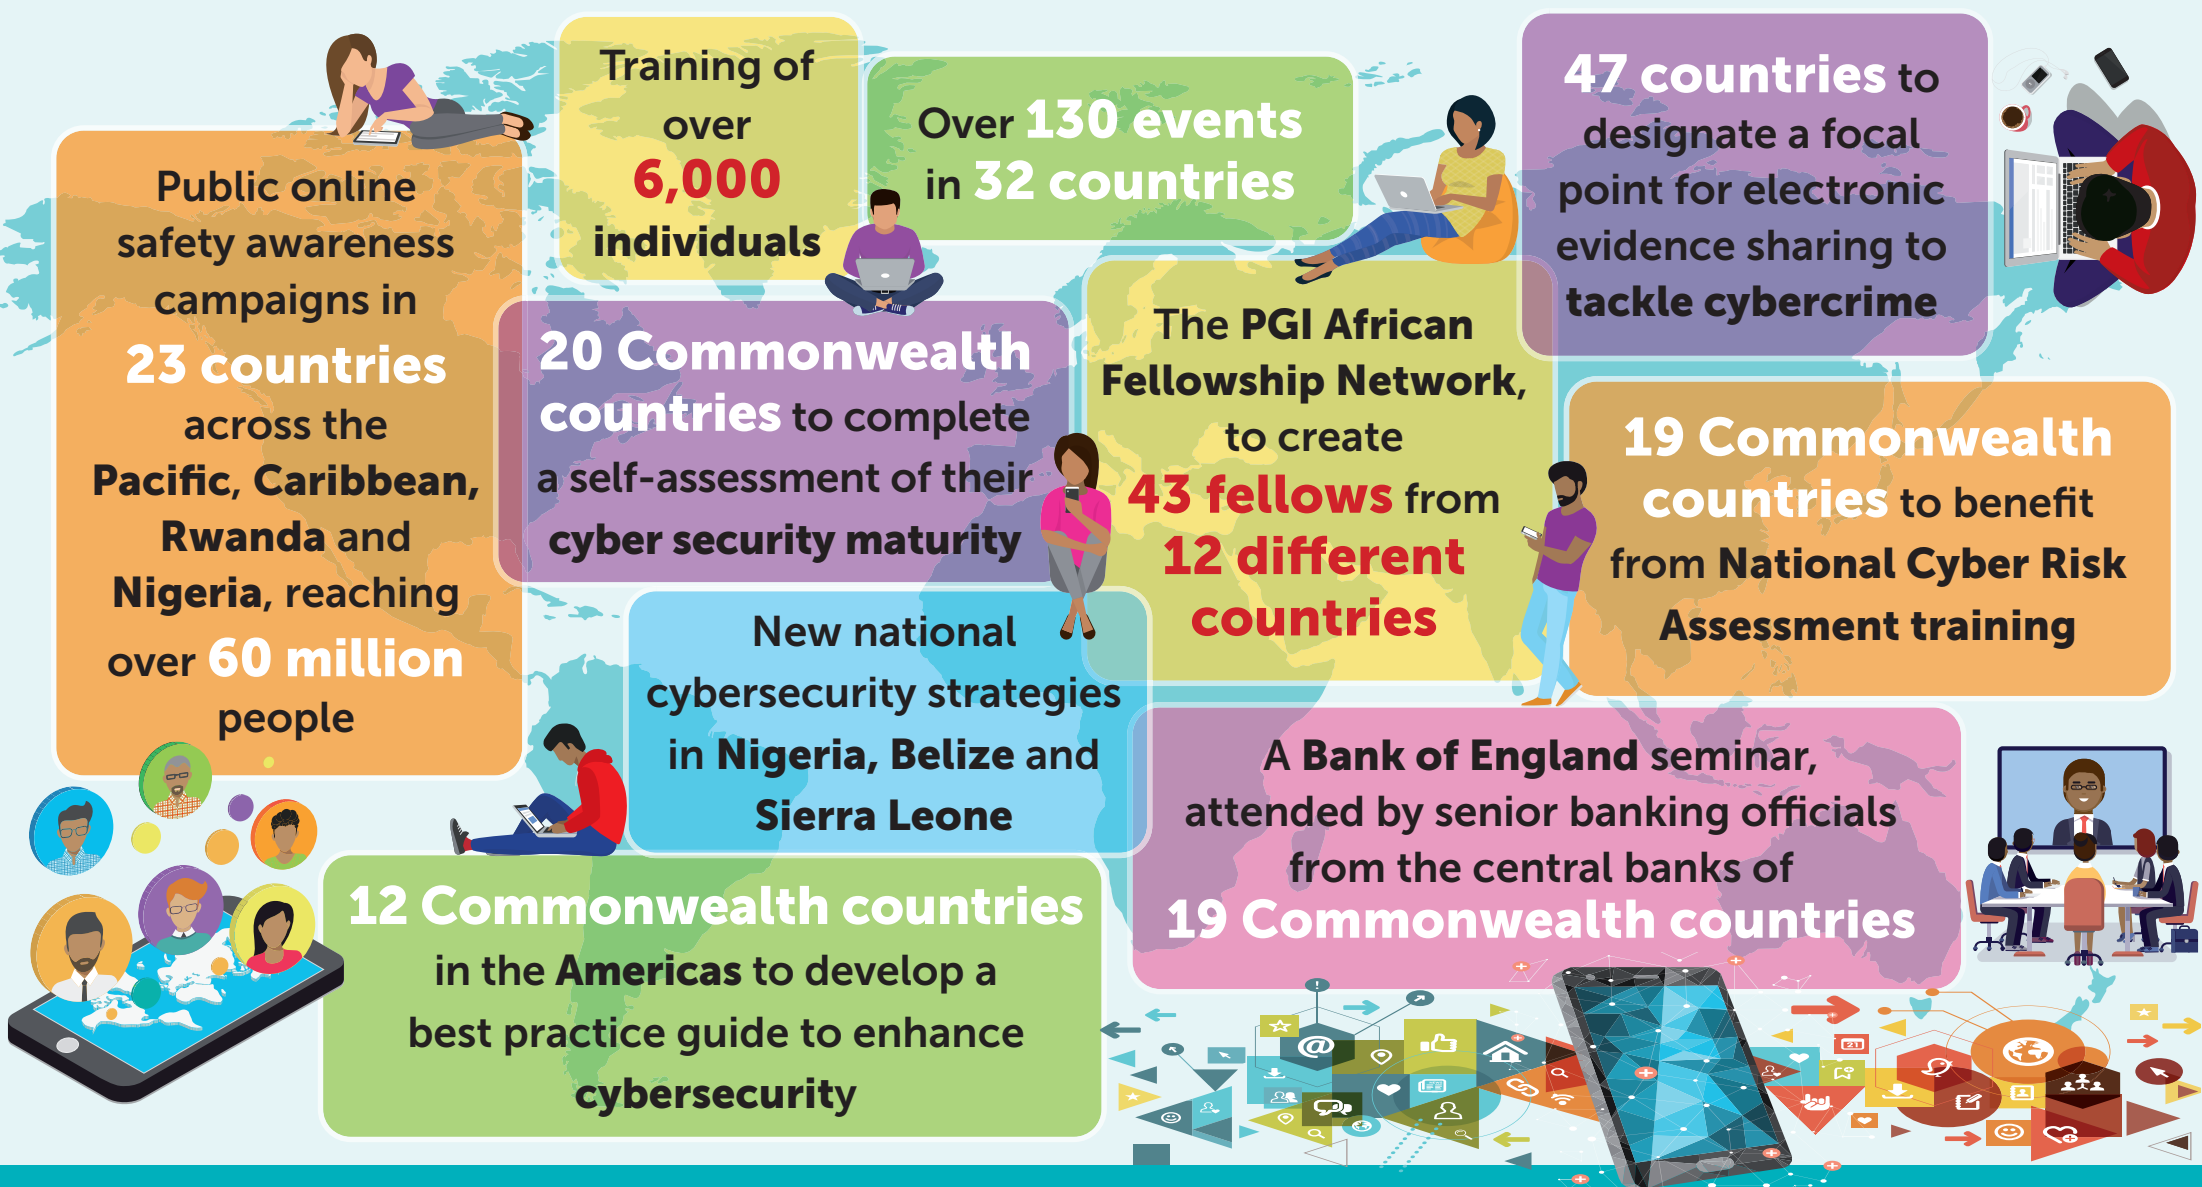 Public online
safety awareness
campaigns in
23 countries
across the
Pacific, Caribbean,
Rwanda and
Nigeria, reaching
over 60 million
people
Training of
over
6,000
individuals
Over 130 events
in 32 countries
47 countries to
designate a focal
point for electronic
evidence sharing to
tackle cybercrime
20 Commonwealth
countries to complete
a self-assessment of their
cyber security maturity
The PGI African
Fellowship Network,
to create
43 fellows from
12 different
countries
19 Commonwealth
countries to benefit
from National Cyber Risk
Assessment training
New national
cybersecurity strategies
in Nigeria, Belize and
Sierra Leone
A Bank of England seminar,
attended by senior banking officials
from the central banks of
19 Commonwealth countries
12 Commonwealth countries
in the Americas to develop a
best practice guide to enhance
cybersecurity
@
21